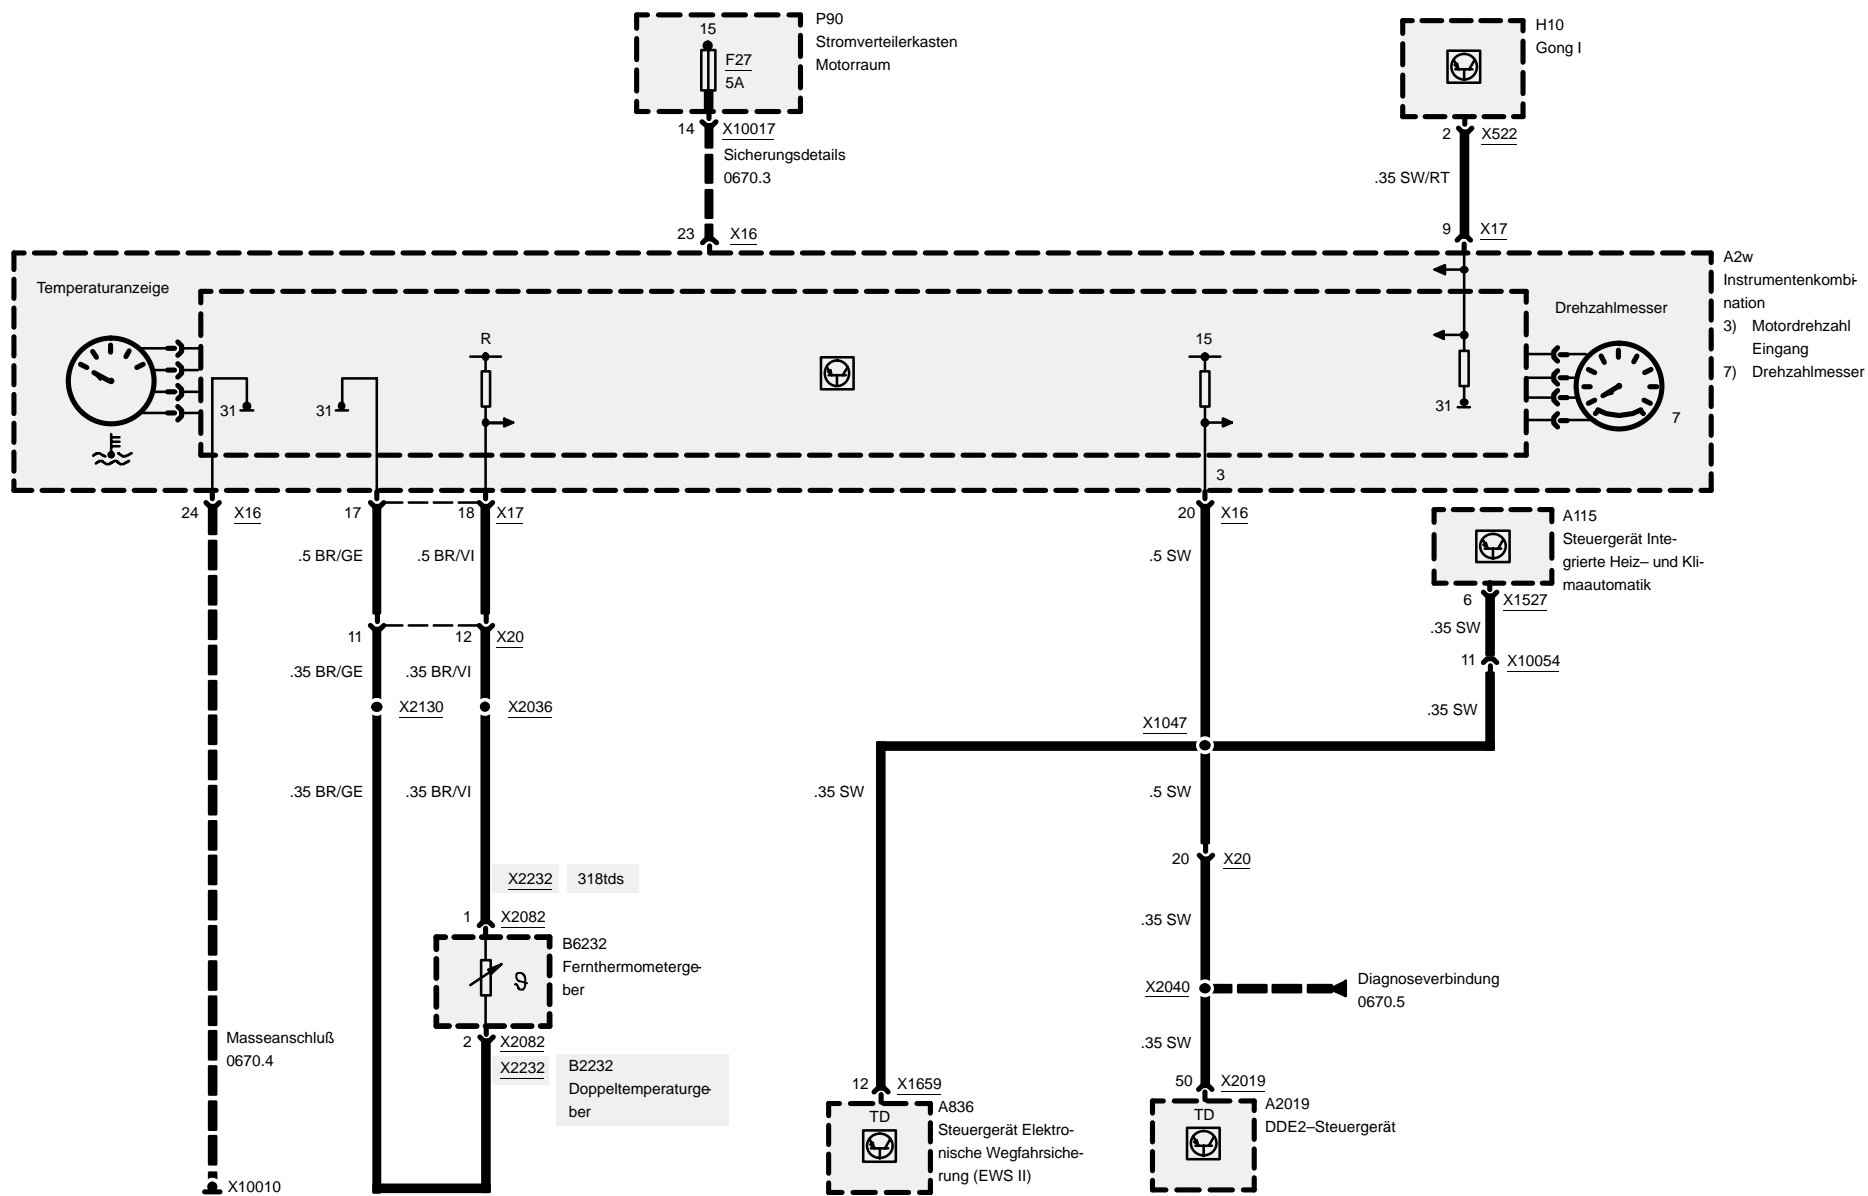 P90
Stromverteilerkasten
Motorraum
15
F27
5A
14
X10017
Sicherungsdetails
0670.3
23
X16
H10
Gong I
2
X522
.35 SW/RT
9
X17
A2w
Instrumentenkombi-
nation
3) Motordrehzahl
Eingang
7) Drehzahlmesser
Temperaturanzeige
Drehzahlmesser
R
15
31
31
31
7
3
24
X16
17
18
X17
20
X16
.5 BR/GE
.5 BR/VI
.5 SW
A115
Steuergerät Inte-
grierte Heiz– und Kli-
maautomatik
6
X1527
.35 SW
11
X10054
.35 SW
11
12
X20
.35 BR/GE
.35 BR/VI
X2130
X2036
X1047
.35 BR/GE
.35 BR/VI
.35 SW
.5 SW
20
X20
X2232
318tds
1
X2082
B6232
Fernthermometerge-
ber
ϑ
2
X2082
X2232
B2232
Doppeltemperaturge-
ber
.35 SW
X2040
Diagnoseverbindung
0670.5
.35 SW
Masseanschluß
0670.4
X10010
12
X1659
TD
A836
Steuergerät Elektro-
nische Wegfahrsiche-
rung (EWS II)
50
X2019
TD
A2019
DDE2–Steuergerät